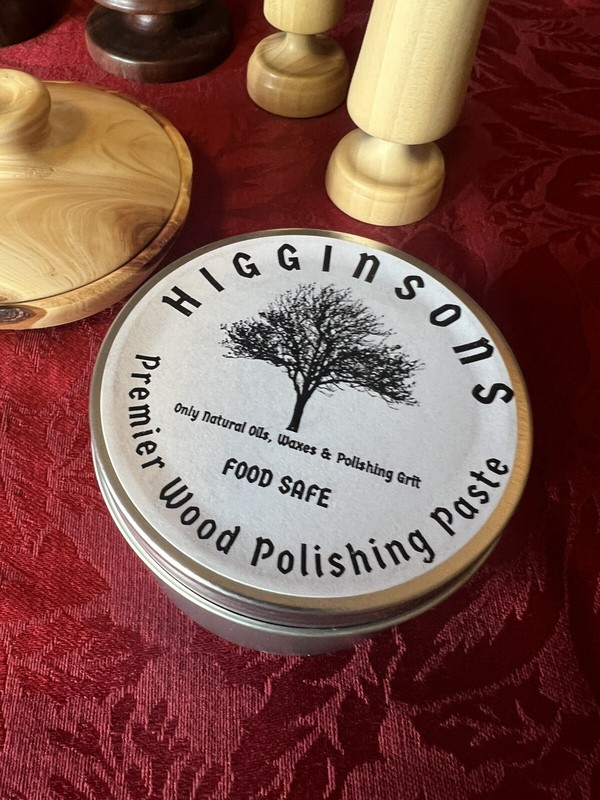 HIGGINSONS
Only Natural Oils, Waxes & Polishing Grit
FOOD SAFE
Premier Wood Polishing Paste